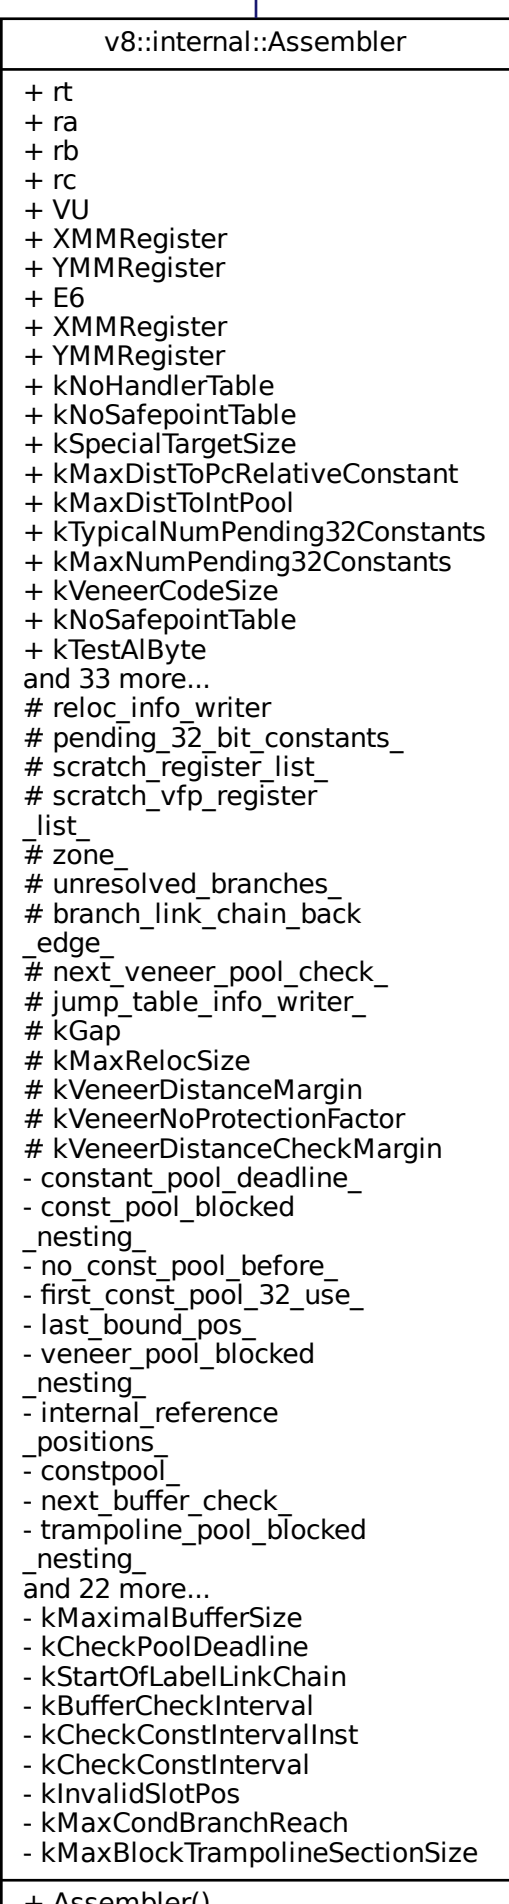 v8::internal::Assembler
+ rt
+ ra
+ rb
+ rc
+ VU
+ XMMRegister
+ YMMRegister
+ E6
+ XMMRegister
+ YMMRegister
+ kNoHandlerTable
+ kNoSafepointTable
+ kSpecialTargetSize
+ kMaxDistToPcRelativeConstant
+ kMaxDistToIntPool
+ kTypicalNumPending32Constants
+ kMaxNumPending32Constants
+ kVeneerCodeSize
+ kNoSafepointTable
+ kTestAlByte
and 33 more...
# reloc_info_writer
# pending_32_bit_constants_
# scratch_register_list_
# scratch_vfp_register
_list_
# zone_
# unresolved_branches_
# branch_link_chain_back
_edge_
# next_veneer_pool_check_
# jump_table_info_writer_
# kGap
# kMaxRelocSize
# kVeneerDistanceMargin
# kVeneerNoProtectionFactor
# kVeneerDistanceCheckMargin
- constant_pool_deadline_
- const_pool_blocked
_nesting_
- no_const_pool_before_
- first_const_pool_32_use_
- last_bound_pos_
- veneer_pool_blocked
_nesting_
- internal_reference
_positions_
- constpool_
- next_buffer_check_
- trampoline_pool_blocked
_nesting_
and 22 more...
- kMaximalBufferSize
- kCheckPoolDeadline
- kStartOfLabelLinkChain
- kBufferCheckInterval
- kCheckConstIntervalInst
- kCheckConstInterval
- kInvalidSlotPos
- kMaxCondBranchReach
- kMaxBlockTrampolineSectionSize
+ Assembler()